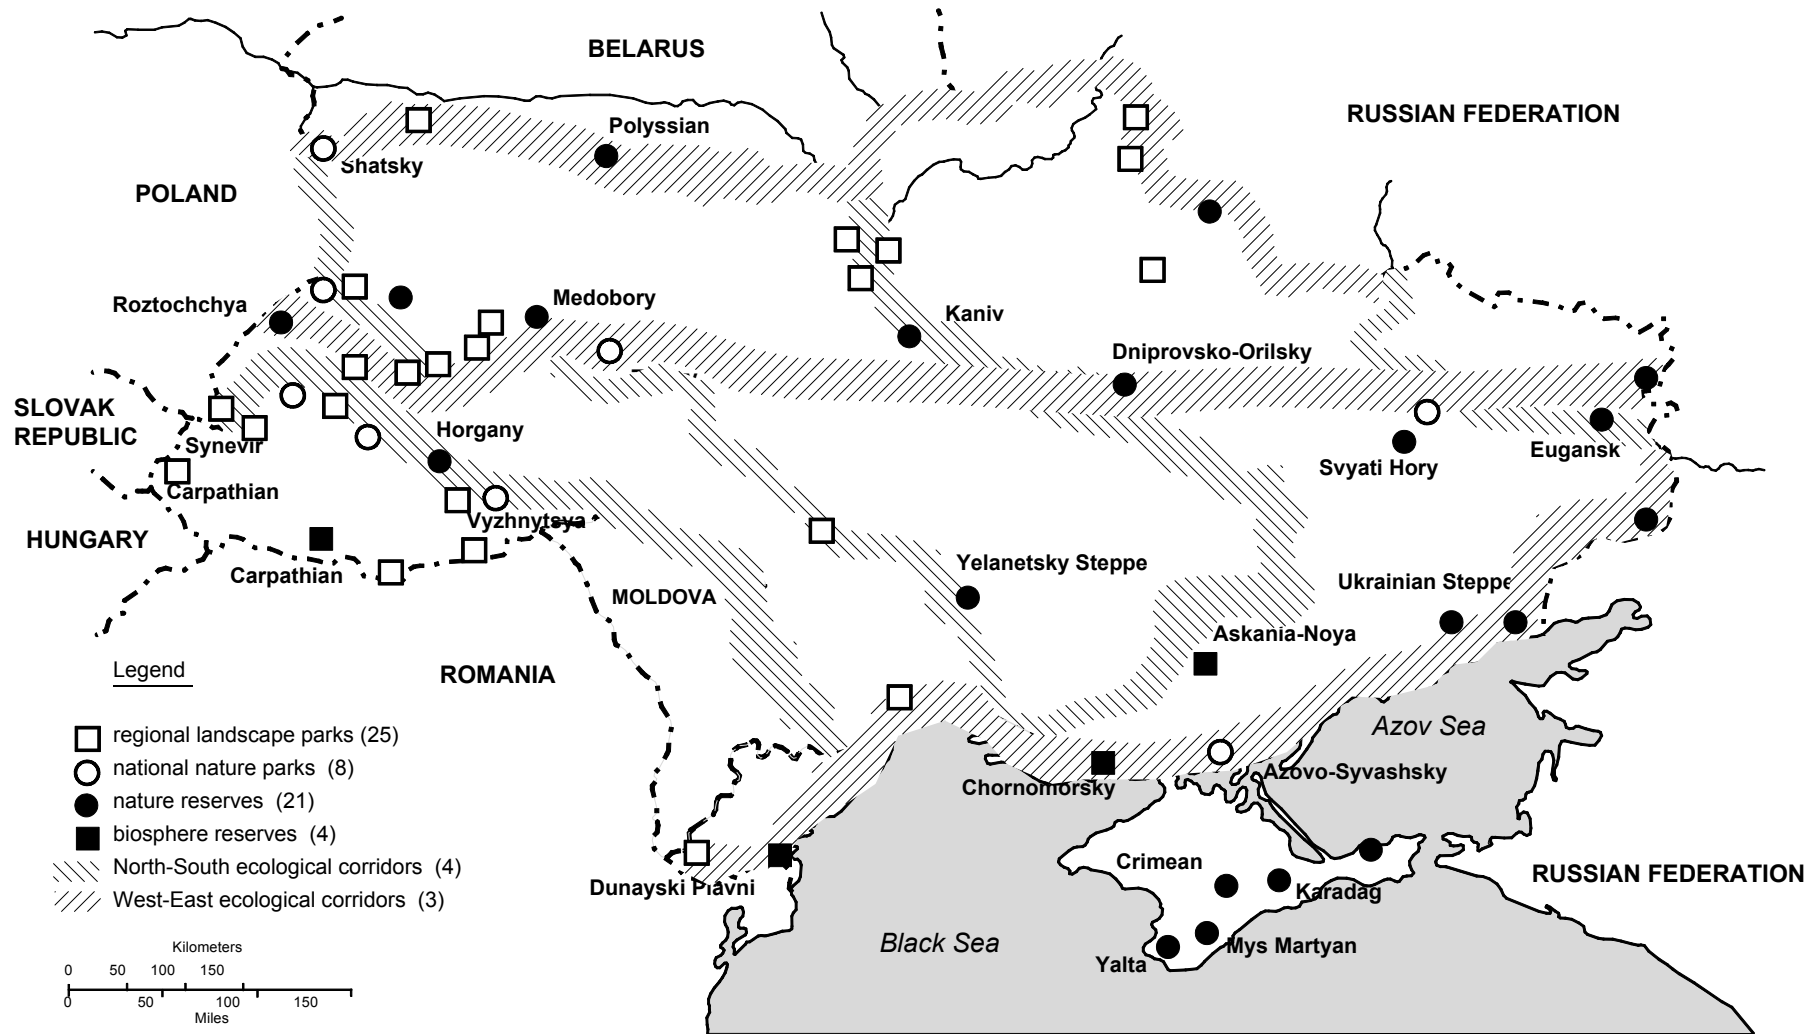 BELARUS
RUSSIAN FEDERATION
Polyssian
Shatsky
POLAND
Roztochchya
Medobory
Kaniv
Dniprovsko-Orilsky
SLOVAK
REPUBLIC
Synevir
Horgany
Svyati Hory
Eugansk
Carpathian
Vyzhnytsya
HUNGARY
Carpathian
MOLDOVA
Yelanetsky Steppe
Ukrainian Steppe
Askania-Noya
ROMANIA
Azov Sea
Azovo-Syvashsky
Chornomorsky
Dunayski Plavni
Crimean
Karadag
RUSSIAN FEDERATION
Black Sea
Mys Martyan
Yalta
Legend
regional landscape parks (25)
national nature parks (8)
nature reserves (21)
biosphere reserves (4)
North-South ecological corridors (4)
West-East ecological corridors (3)
Kilometers
0 50 100 150
0 50 100 150
Miles